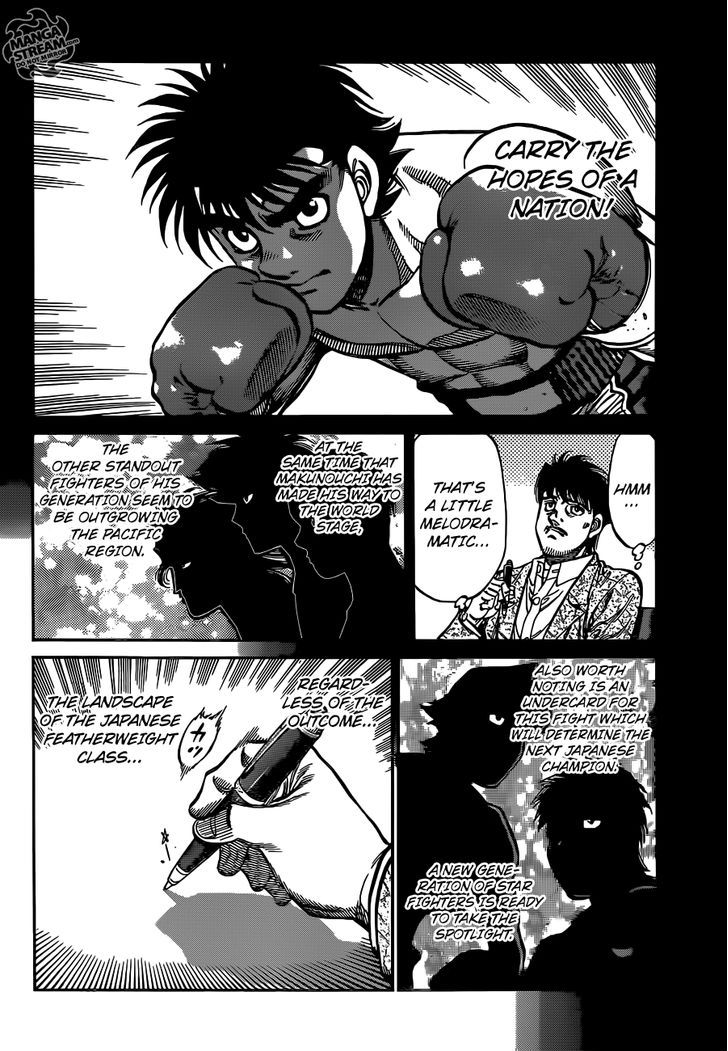 MANGA
STREAM.com
DO NOT MIRROR
CARRY THE
HOPES OF A
NATION!
HMM
...
THAT'S
A LITTLE
MELODRA-
MATIC...
AT THE
SAME TIME THAT
MAKUNOUCHI HAS
MADE HIS WAY TO
THE WORLD
STAGE,
THE
OTHER STANDOUT
FIGHTERS OF HIS
GENERATION SEEM TO
BE OUTGROWING
THE PACIFIC
REGION.
ALSO WORTH
NOTING IS AN
UNDERCARD FOR
THIS FIGHT WHICH
WILL DETERMINE THE
NEXT JAPANESE
CHAMPION.
A NEW GENE-
RATION OF STAR
FIGHTERS IS READY
TO TAKE THE
SPOTLIGHT.
REGARD-
LESS OF THE
OUTCOME...
THE LANDSCAPE
OF THE JAPANESE
FEATHERWEIGHT
CLASS...